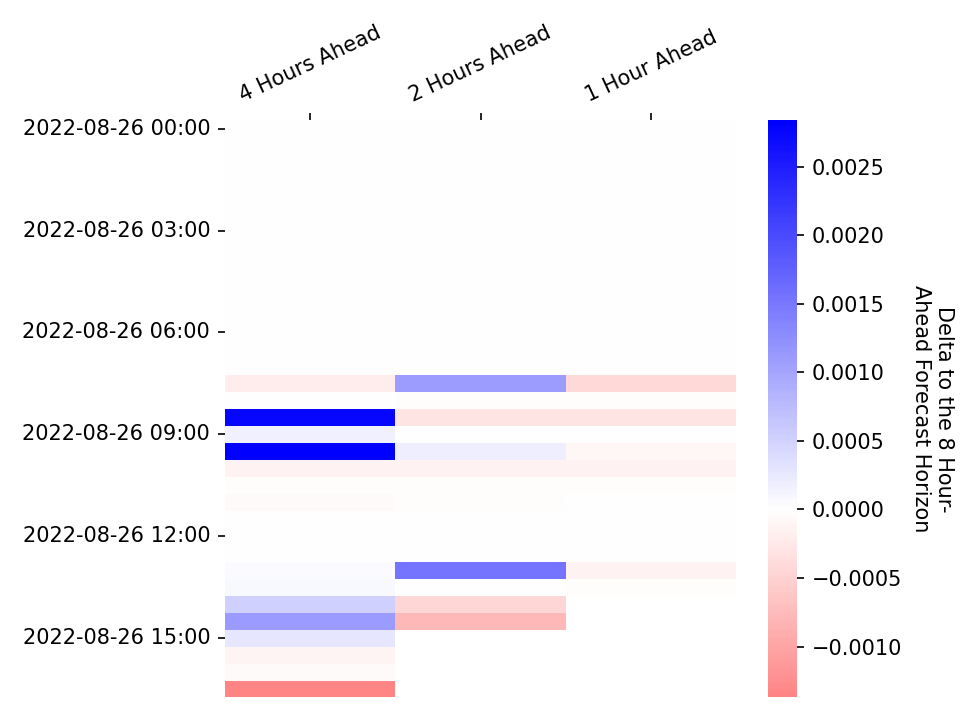 4 Hours Ahead
2 Hours Ahead
1 Hour Ahead
2022-08-26 00:00
2022-08-26 03:00
2022-08-26 06:00
2022-08-26 09:00
2022-08-26 12:00
2022-08-26 15:00
0.0025
0.0020
0.0015
0.0010
0.0005
0.0000
−0.0005
−0.0010
Delta to the 8 Hour-
Ahead Forecast Horizon